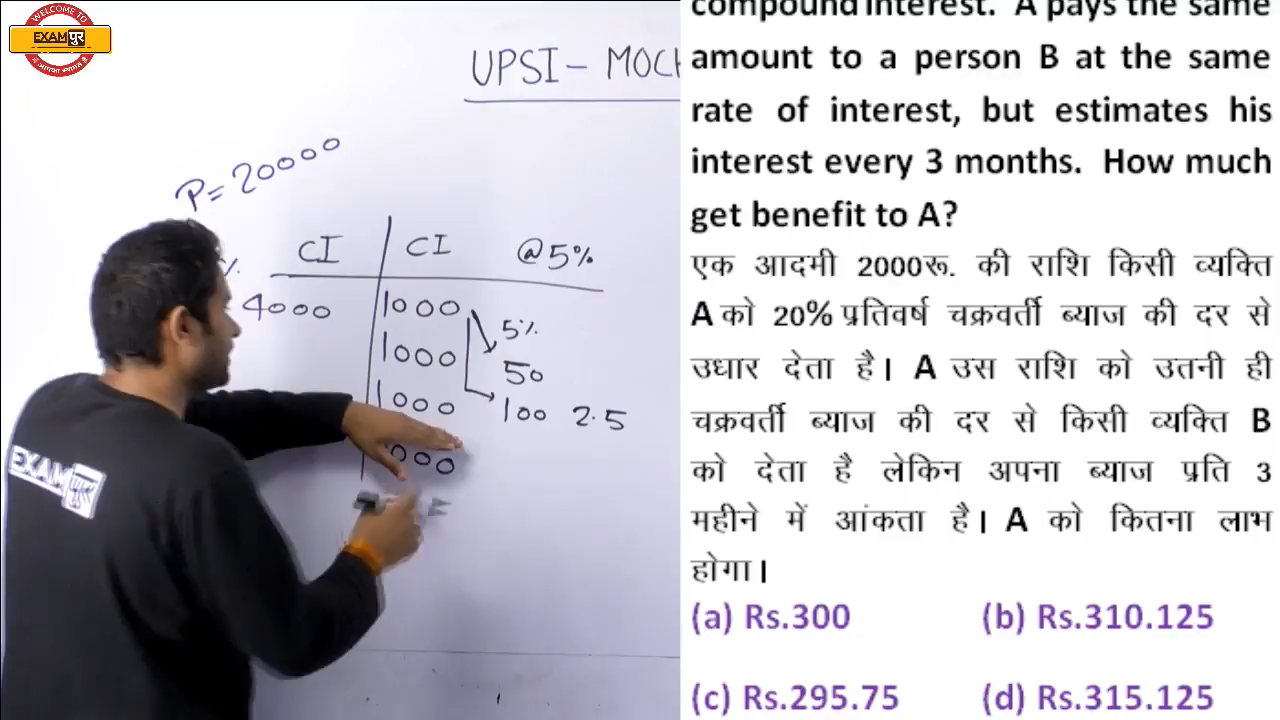 WELCOME TO
EXAMपुर
में आपका स्वागत है
UPSI- MOCK
P= 20000
CI CI @5%
%
4000 1000 5%
1000 50
1000 100 2.5
000
EXAMपुर
compound interest. A pays the same
amount to a person B at the same
rate of interest, but estimates his
interest every 3 months. How much
get benefit to A?
एक आदमी 2000रू. की राशि किसी व्यक्ति
A को 20% प्रतिवर्ष चक्रवर्ती ब्याज की दर से
उधार देता है। A उस राशि को उतनी ही
चक्रवर्ती ब्याज की दर से किसी व्यक्ति B
को देता है लेकिन अपना ब्याज प्रति 3
महीने में आंकता है। A को कितना लाभ
होगा।
(a) Rs.300 (b) Rs.310.125
(c) Rs.295.75 (d) Rs.315.125